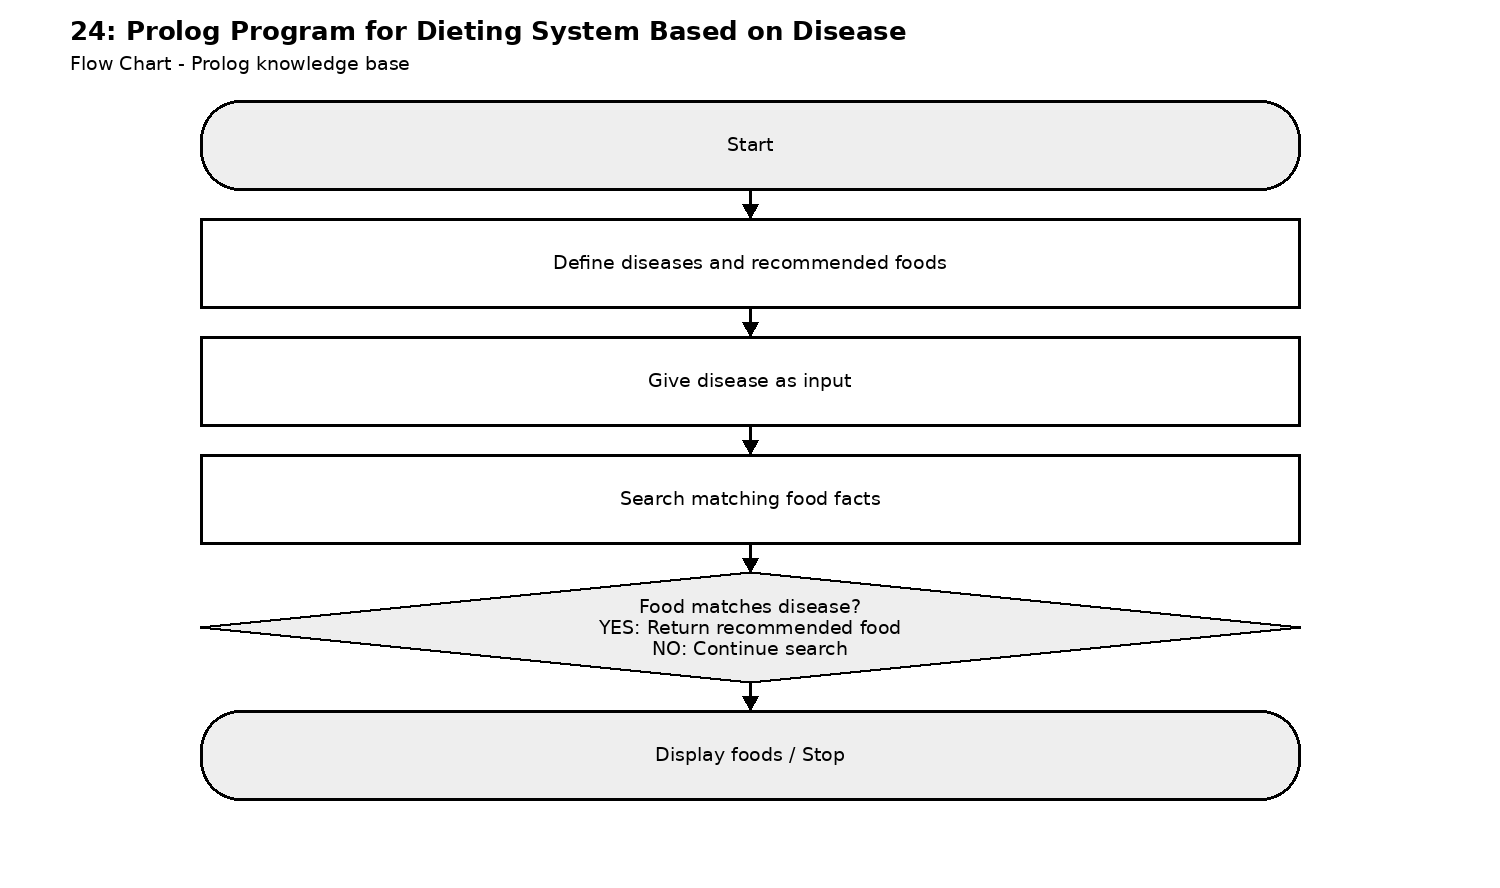 24: Prolog Program for Dieting System Based on Disease
Flow Chart - Prolog knowledge base
Start
Define diseases and recommended foods
Give disease as input
Search matching food facts
Food matches disease?
YES: Return recommended food
NO: Continue search
Display foods / Stop